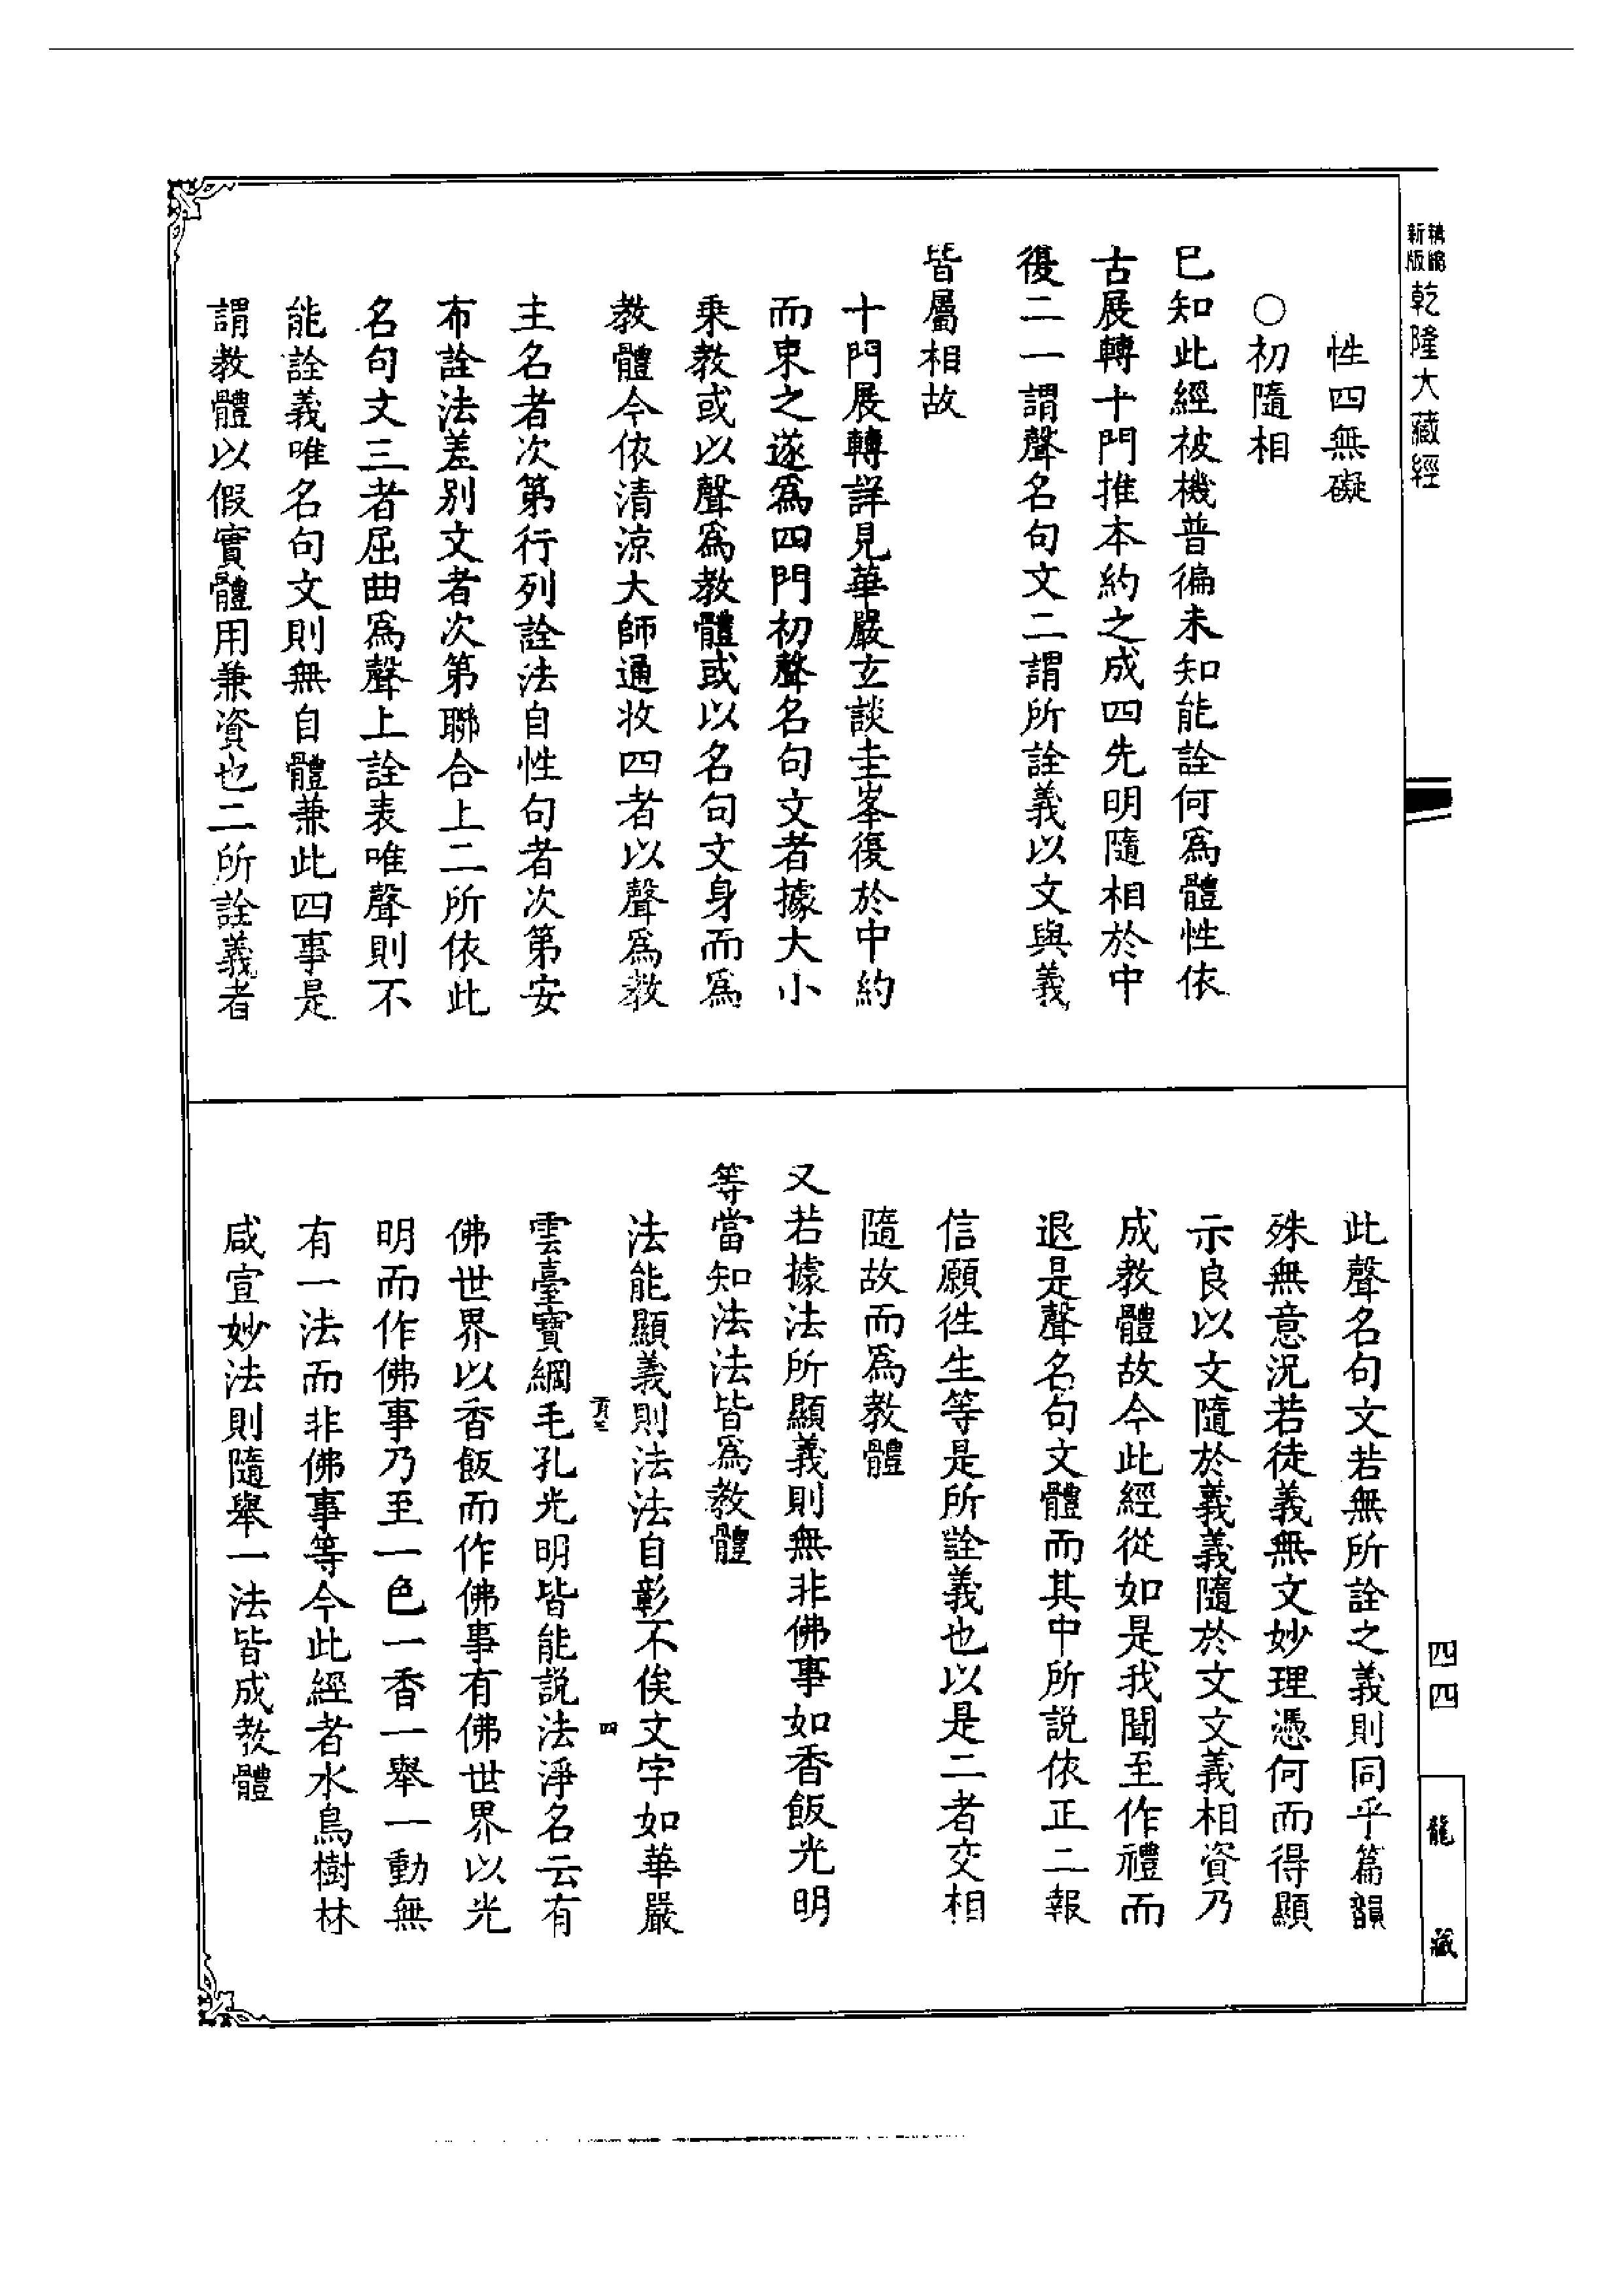 新編
縮版
乾隆大藏經
性四無礙
○初隨相
已知此經被機普徧未知能詮何爲體性依
古展轉十門推本約之成四先明隨相於中
復二一謂聲名句文二謂所詮義以文與義
皆屬相故
十門展轉詳見華嚴玄談圭峯復於中約
而束之遂爲四門初聲名句文者據大小
乘教或以聲爲教體或以名句文身而爲
教體今依清涼大師通收四者以聲爲教
主名者次第行列詮法自性句者次第安
布詮法差別文者次第聯合上二所依此
名句文三者屈曲爲聲上詮表唯聲則不
能詮義唯名句文則無自體兼此四事是
謂教體以假實體用兼資也二所詮義者
此聲名句文若無所詮之義則同乎篇韻
殊無意況若徒義無文妙理憑何而得顯
示良以文隨於義義隨於文文義相資乃
成教體故今此經從如是我聞至作禮而
退是聲名句文體而其中所說依正二報
信願徃生等是所詮義也以是二者交相
隨故而爲教體
又若據法所顯義則無非佛事如香飯光明
等當知法法皆爲教體
法能顯義則法法自彰不俟文字如華嚴
四
雲臺寶網毛孔光明皆能說法淨名云有
佛世界以香飯而作佛事有佛世界以光
明而作佛事乃至一色一香一舉一動無
有一法而非佛事等今此經者水鳥樹林
咸宣妙法則隨舉一法皆成教體
四四
龍藏